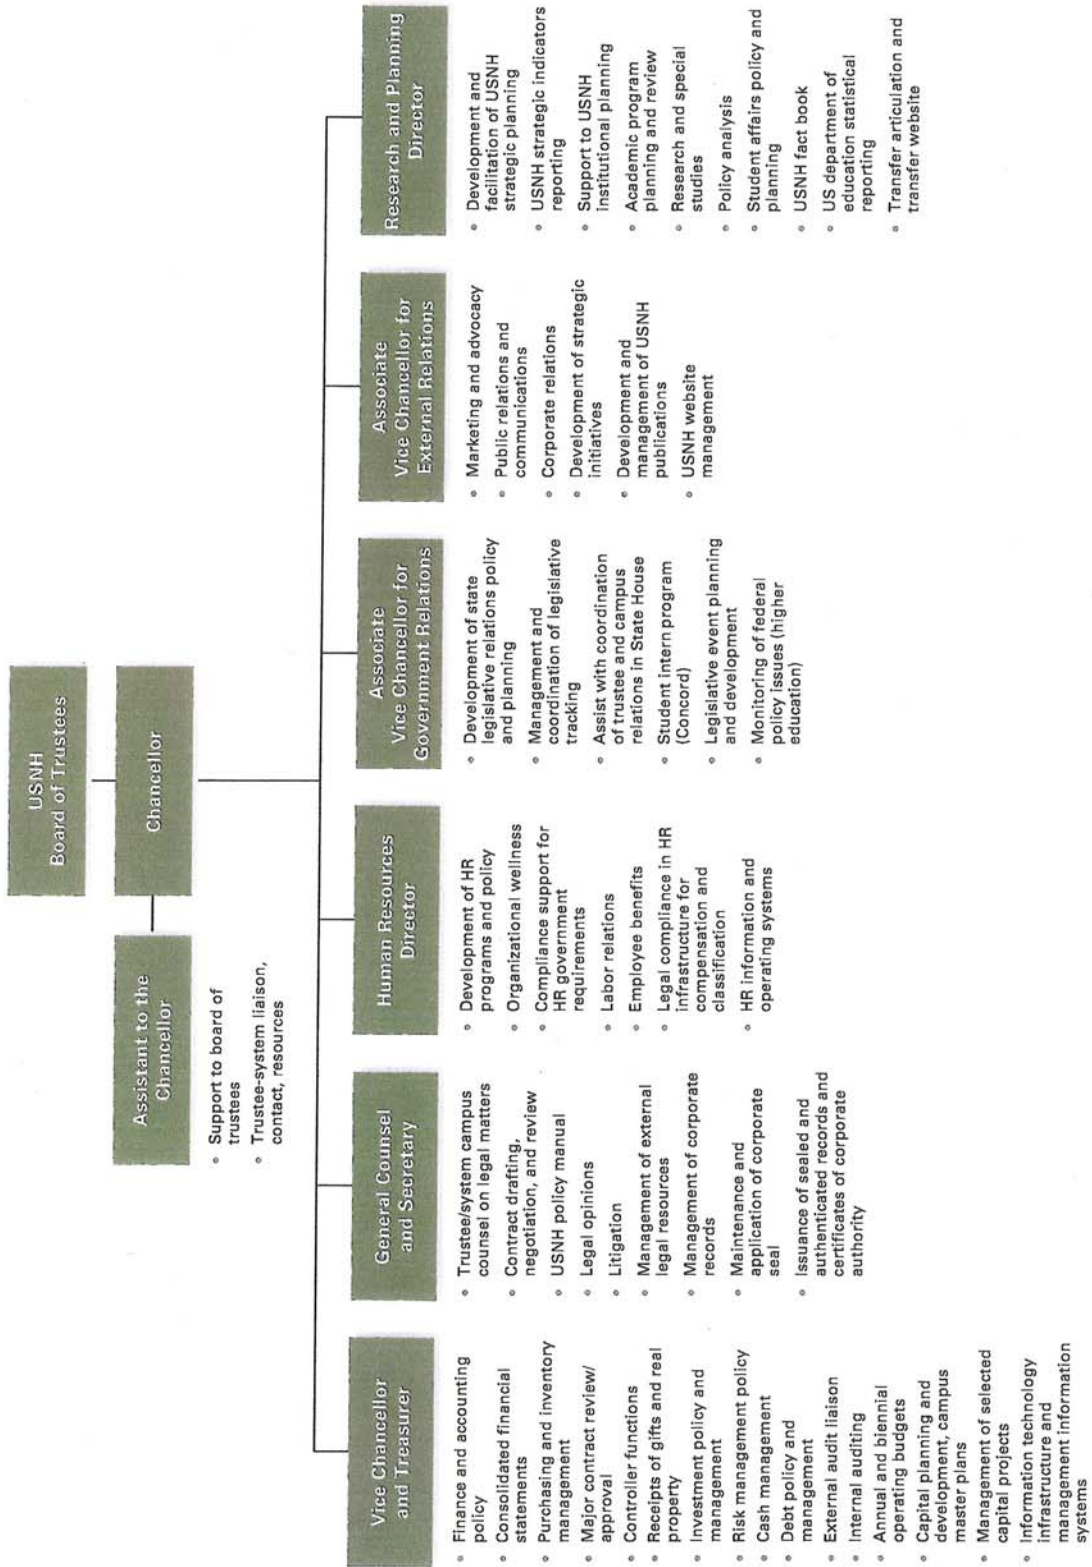 USNH
Board of Trustees
Chancellor
Assistant to the
Chancellor
• Support to board of
trustees
• Trustee-system liaison,
contact, resources
Vice Chancellor
and Treasurer
• Finance and accounting
policy
• Consolidated financial
statements
• Purchasing and inventory
management
• Major contract review/
approval
• Controller functions
• Receipts of gifts and real
property
• Investment policy and
management
• Risk management policy
• Cash management
• Debt policy and
management
• External audit liaison
• Internal auditing
• Annual and biennial
operating budgets
• Capital planning and
development, campus
master plans
• Management of selected
capital projects
• Information technology
infrastructure and
management information
systems
General Counsel
and Secretary
• Trustee/system campus
counsel on legal matters
• Contract drafting,
negotiation, and review
• USNH policy manual
• Legal opinions
• Litigation
• Management of external
legal resources
• Management of corporate
records
• Maintenance and
application of corporate
seal
• Issuance of sealed and
authenticated records and
certificates of corporate
authority
Human Resources
Director
• Development of HR
programs and policy
• Organizational wellness
• Compliance support for
HR government
requirements
• Labor relations
• Employee benefits
• Legal compliance in HR
infrastructure for
compensation and
classification
• HR information and
operating systems
Associate
Vice Chancellor for
Government Relations
• Development of state
legislative relations policy
and planning
• Management and
coordination of legislative
tracking
• Assist with coordination
of trustee and campus
relations in State House
• Student intern program
(Concord)
• Legislative event planning
and development
• Monitoring of federal
policy issues (higher
education)
Associate
Vice Chancellor for
External Relations
• Marketing and advocacy
• Public relations and
communications
• Corporate relations
• Development of strategic
initiatives
• Development and
management of USNH
publications
• USNH website
management
Research and Planning
Director
• Development and
facilitation of USNH
strategic planning
• USNH strategic indicators
reporting
• Support to USNH
institutional planning
• Academic program
planning and review
• Research and special
studies
• Policy analysis
• Student affairs policy and
planning
• USNH fact book
• US department of
education statistical
reporting
• Transfer articulation and
transfer website